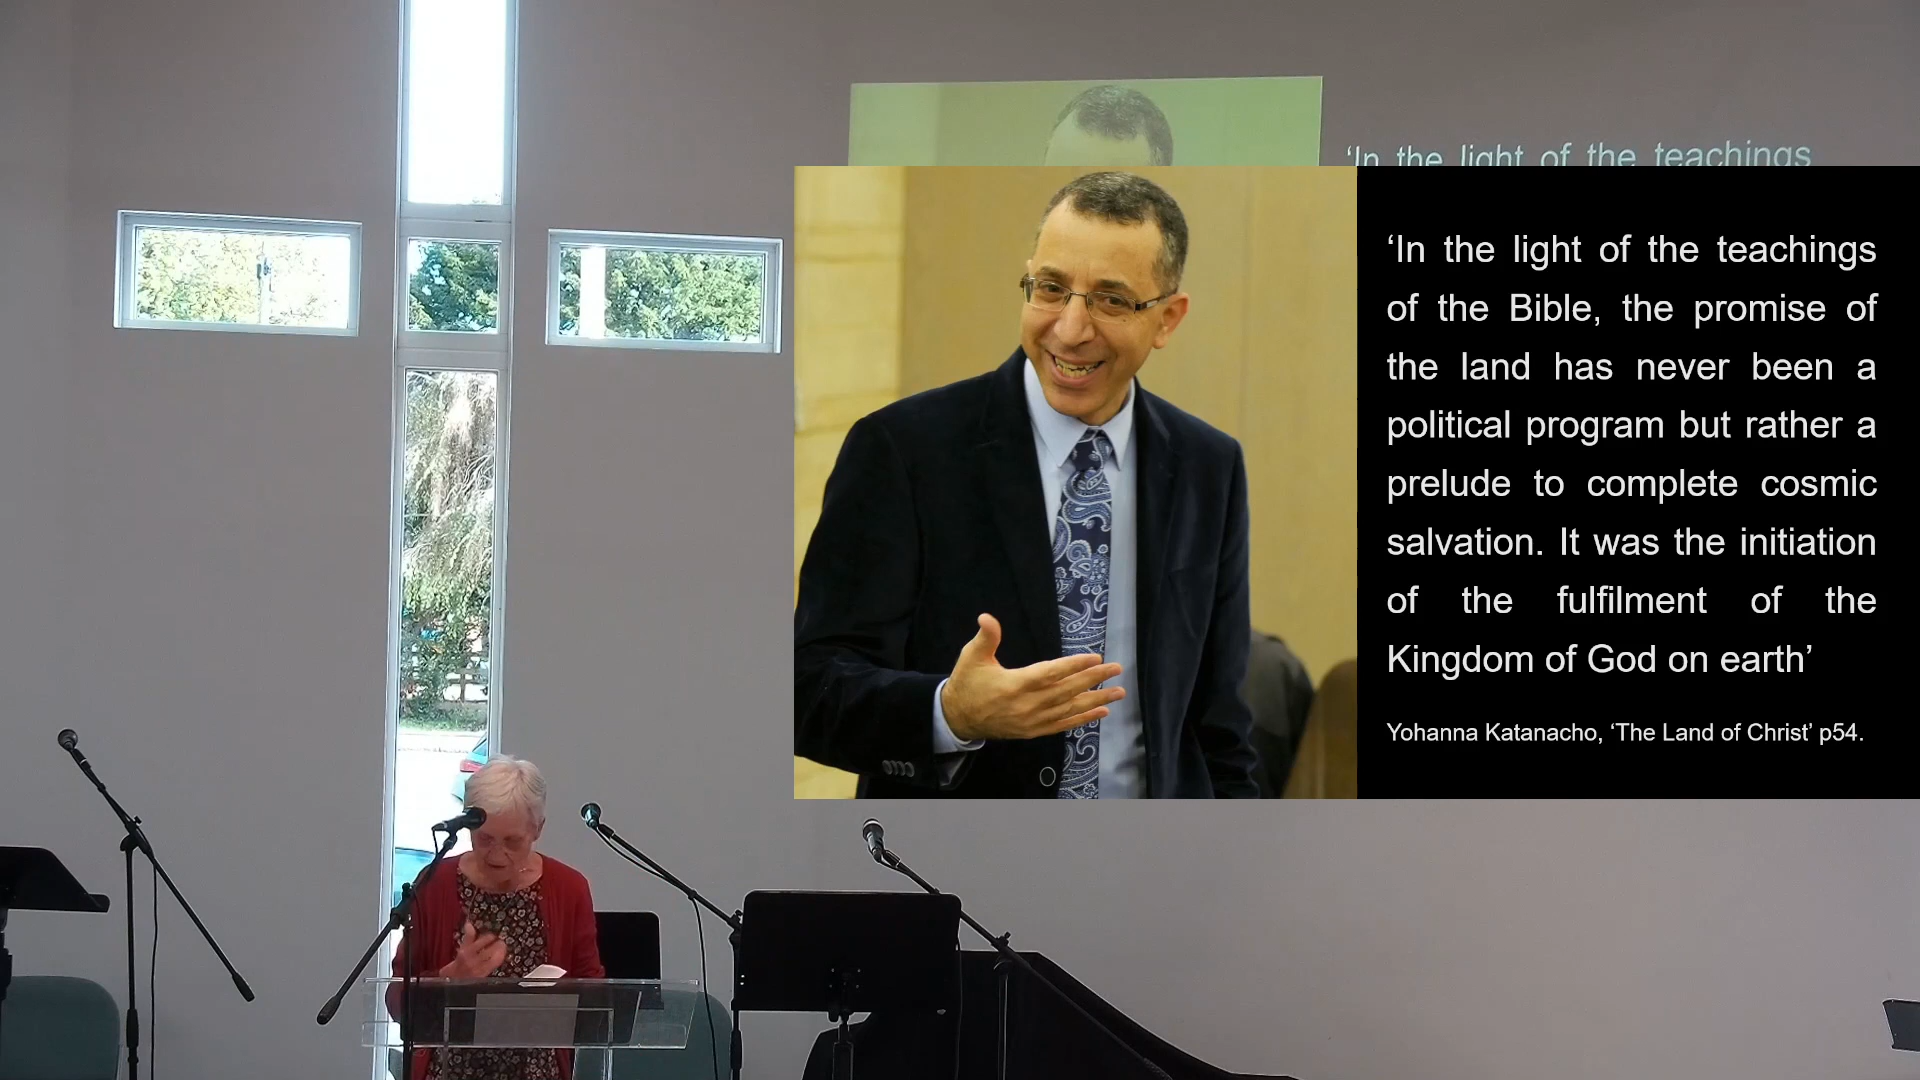 ‘In the light of the teachings
‘In the light of the teachings
of the Bible, the promise of
the land has never been a
political program but rather a
prelude to complete cosmic
salvation. It was the initiation
of the fulfilment of the
Kingdom of God on earth’
Yohanna Katanacho, ‘The Land of Christ’ p54.